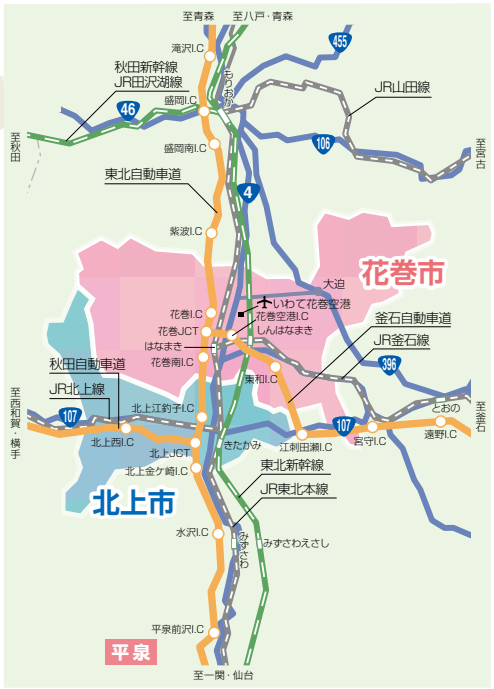 至青森
至八戸・青森
滝沢I.C
455
秋田新幹線
JR田沢湖線
もりおか
JR山田線
盛岡I.C
46
至秋田
盛岡南I.C
106
至宮古
東北自動車道
4
紫波I.C
花巻市
大迫
いわて花巻空港
花巻I.C
花巻空港I.C
釜石自動車道
花巻JCT
しんはなまき
はなまき
JR釜石線
秋田自動車道
花巻南I.C
396
東和I.C
JR北上線
至西和賀・横手
107
北上江釣子I.C
とおの
至釜石
107
北上西I.C
きたかみ
江刺田瀬I.C
宮守I.C
遠野I.C
北上JCT
北上金ケ崎I.C
東北新幹線
北上市
JR東北本線
水沢I.C
みずさわ
みずさわえさし
平泉前沢I.C
平泉
至一関・仙台